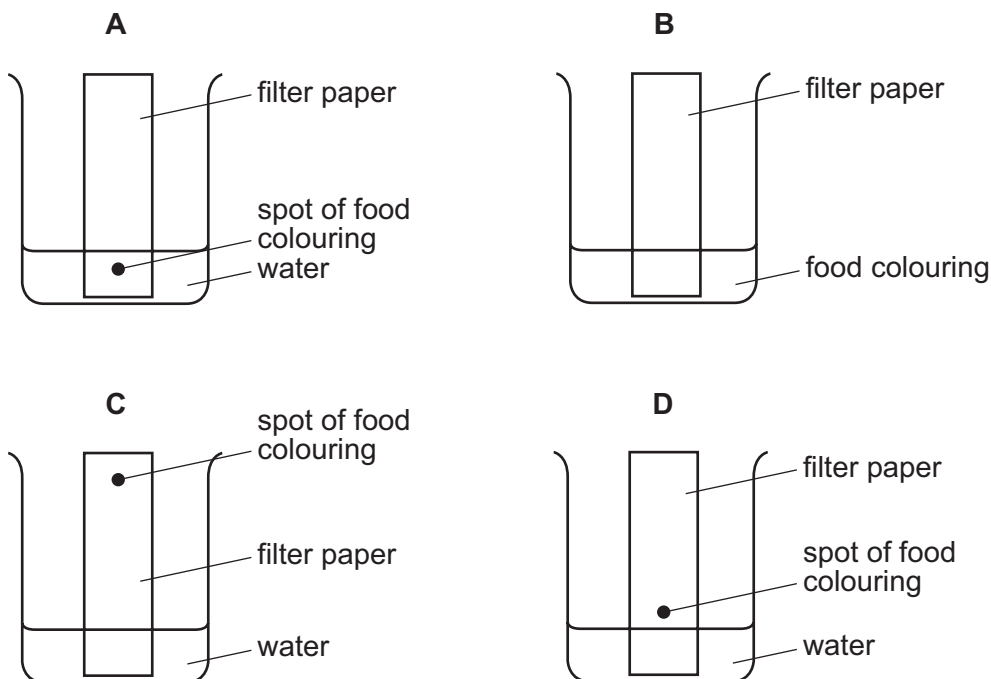 A
filter paper
spot of food
colouring
water
B
filter paper
food colouring
C
spot of food
colouring
filter paper
water
D
filter paper
spot of food
colouring
water